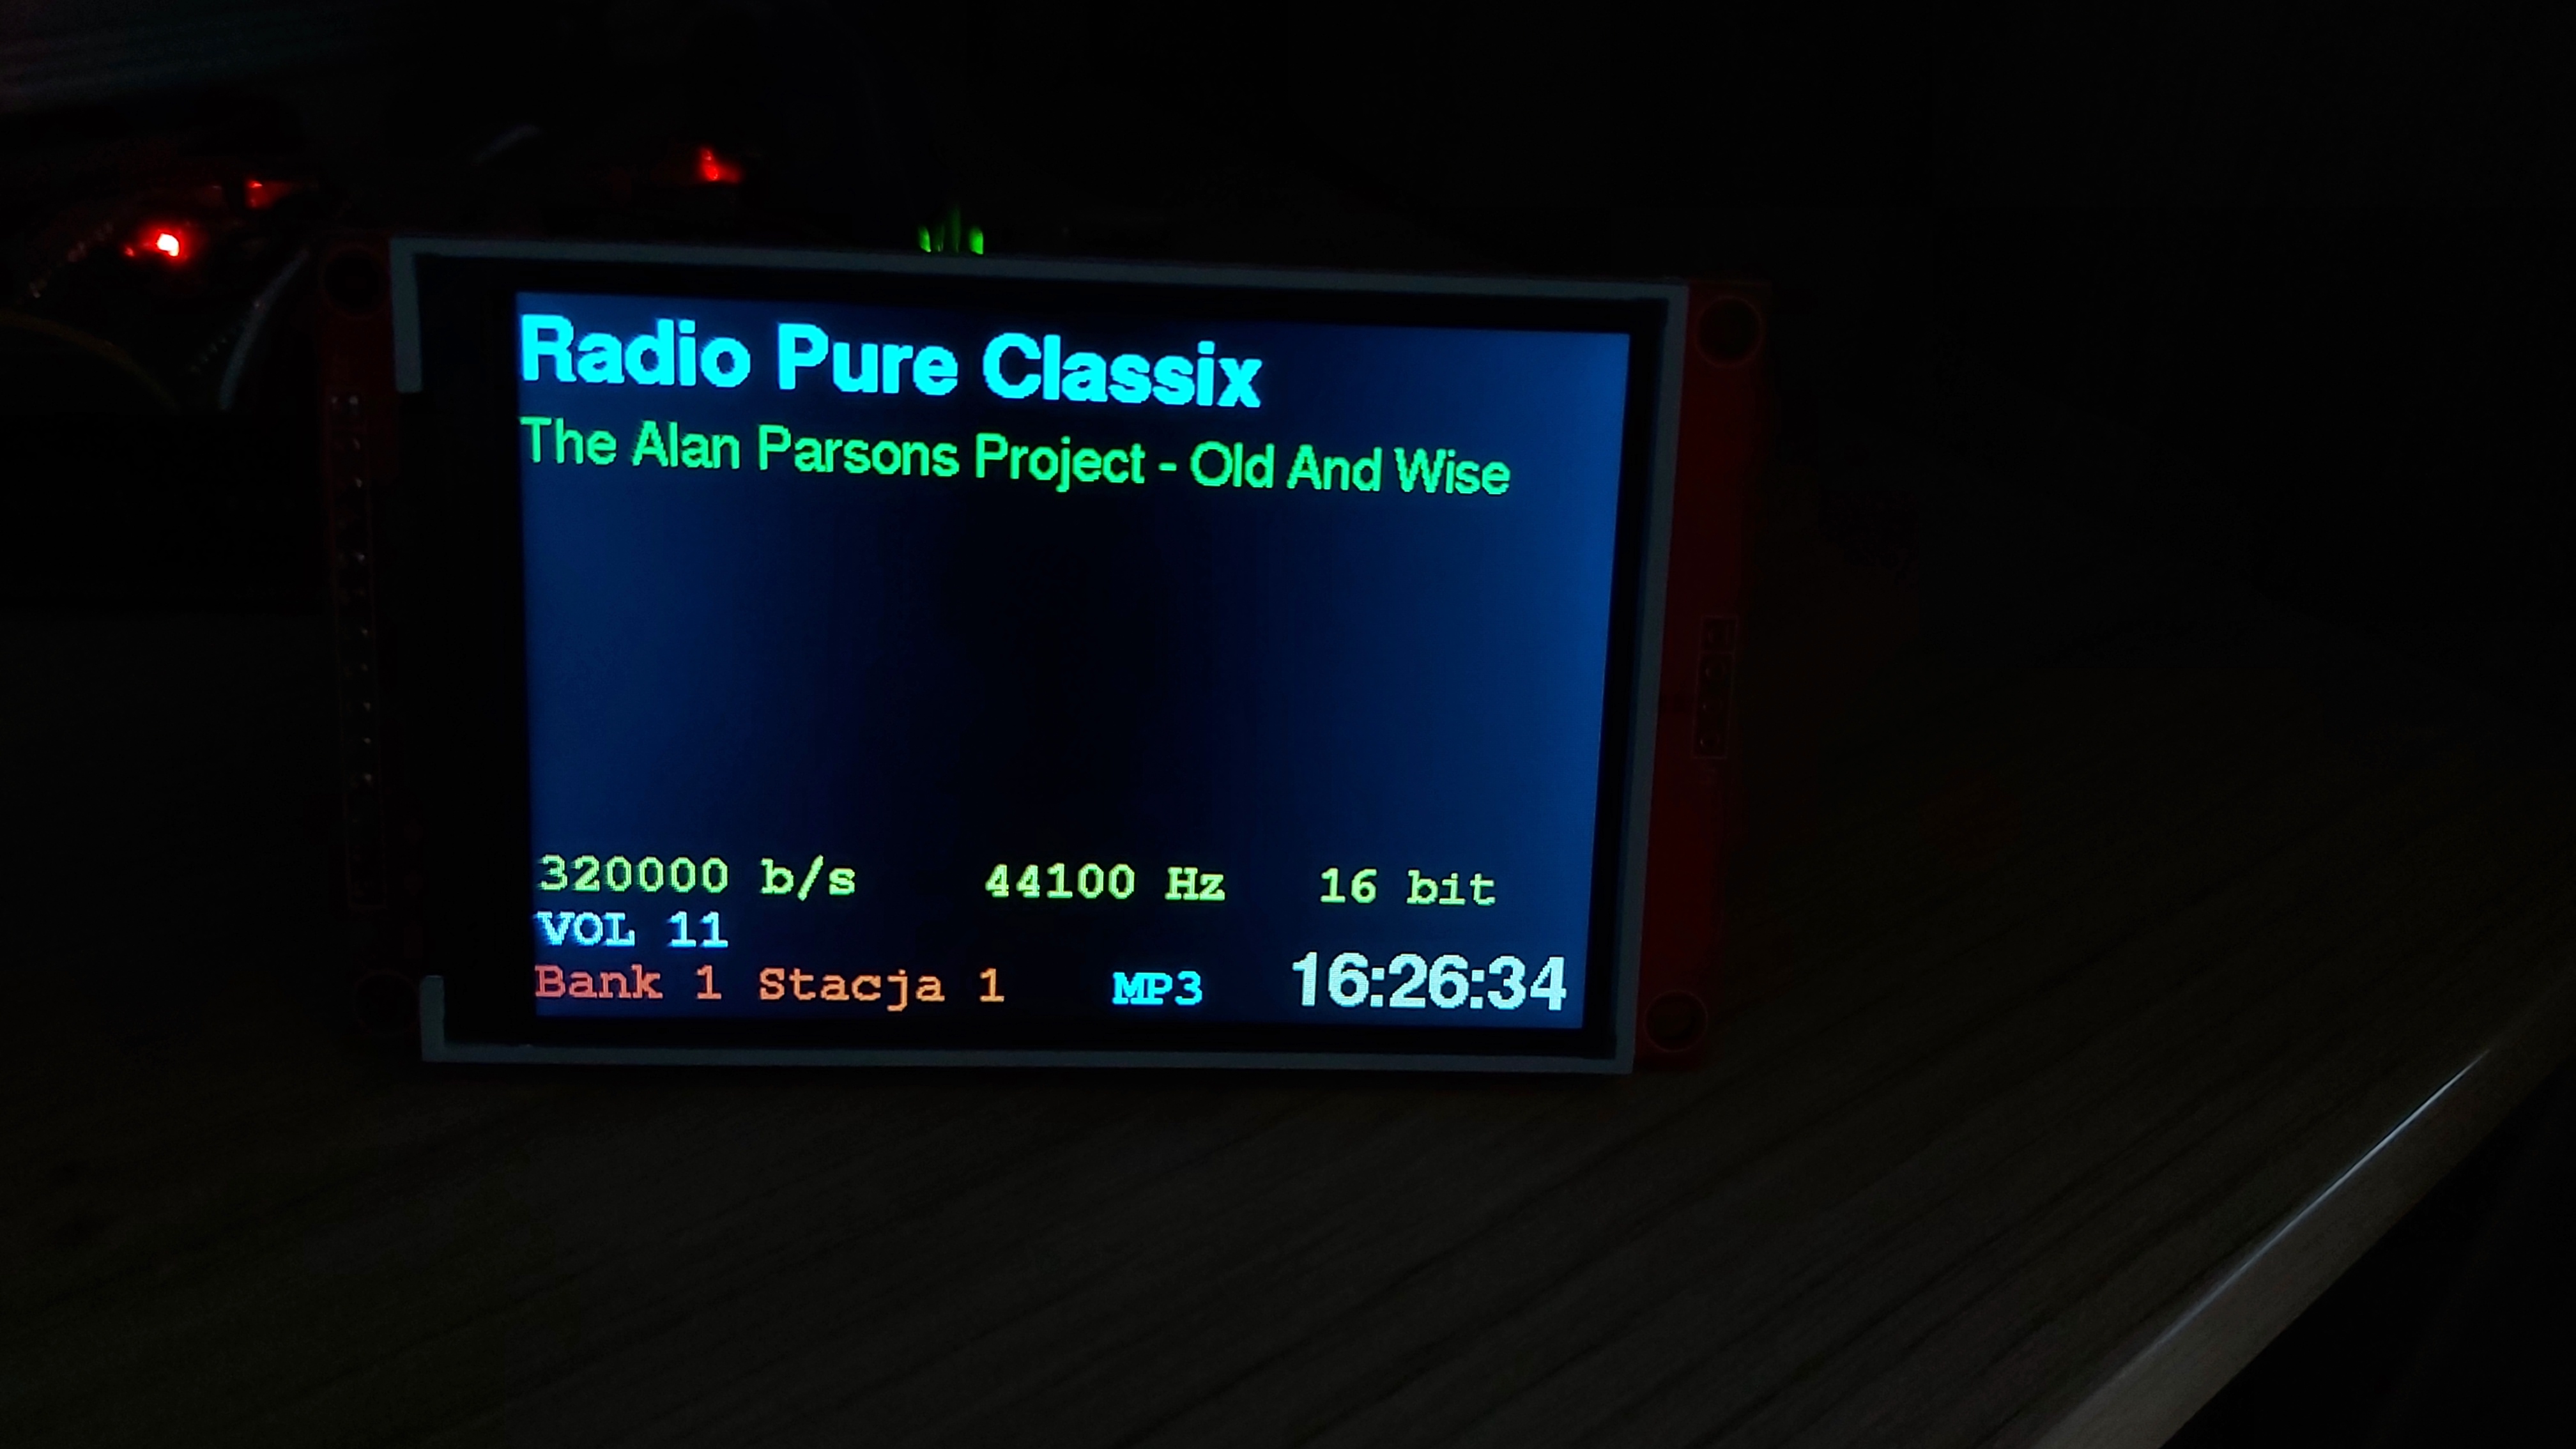 Radio Pure Classix
The Alan Parsons Project - Old And Wise
320000 b/s 44100 Hz 16 bit
VOL 11
Bank 1 Stacja 1 MP3 16:26:34